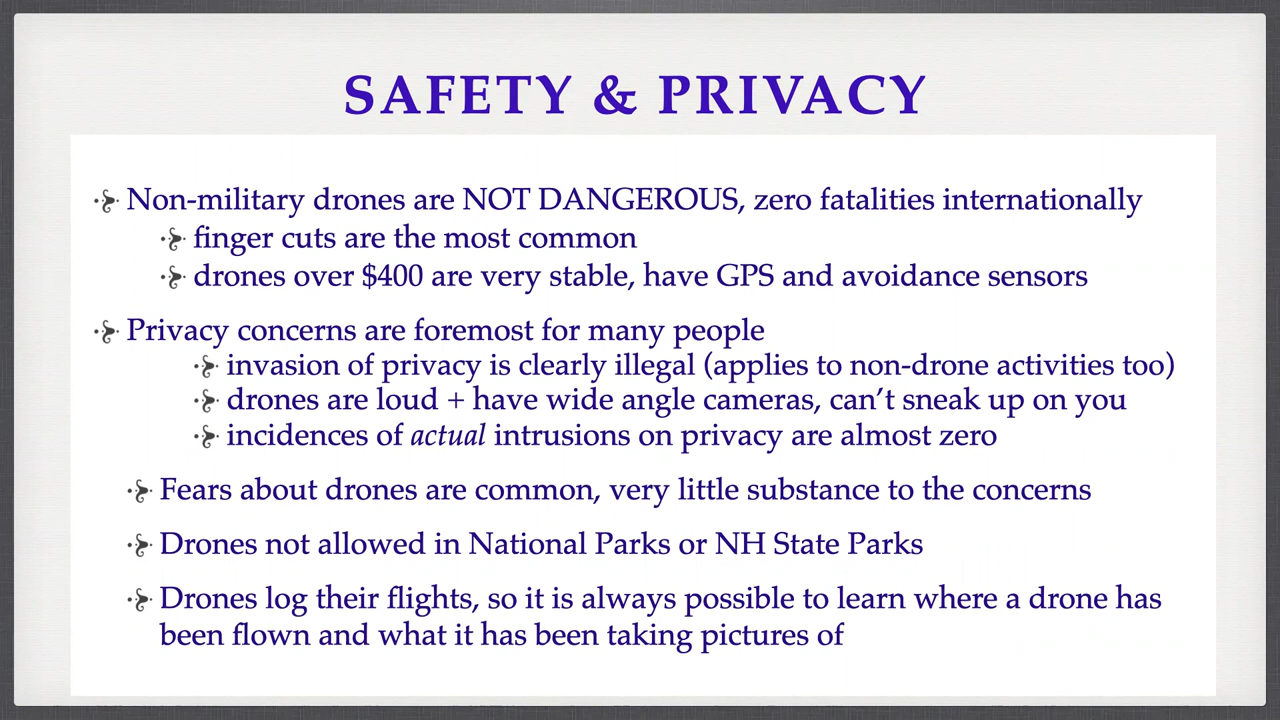 SAFETY & PRIVACY
Non-military drones are NOT DANGEROUS, zero fatalities internationally
finger cuts are the most common
drones over $400 are very stable, have GPS and avoidance sensors
Privacy concerns are foremost for many people
invasion of privacy is clearly illegal (applies to non-drone activities too)
drones are loud + have wide angle cameras, can’t sneak up on you
incidences of actual intrusions on privacy are almost zero
Fears about drones are common, very little substance to the concerns
Drones not allowed in National Parks or NH State Parks
Drones log their flights, so it is always possible to learn where a drone has
been flown and what it has been taking pictures of